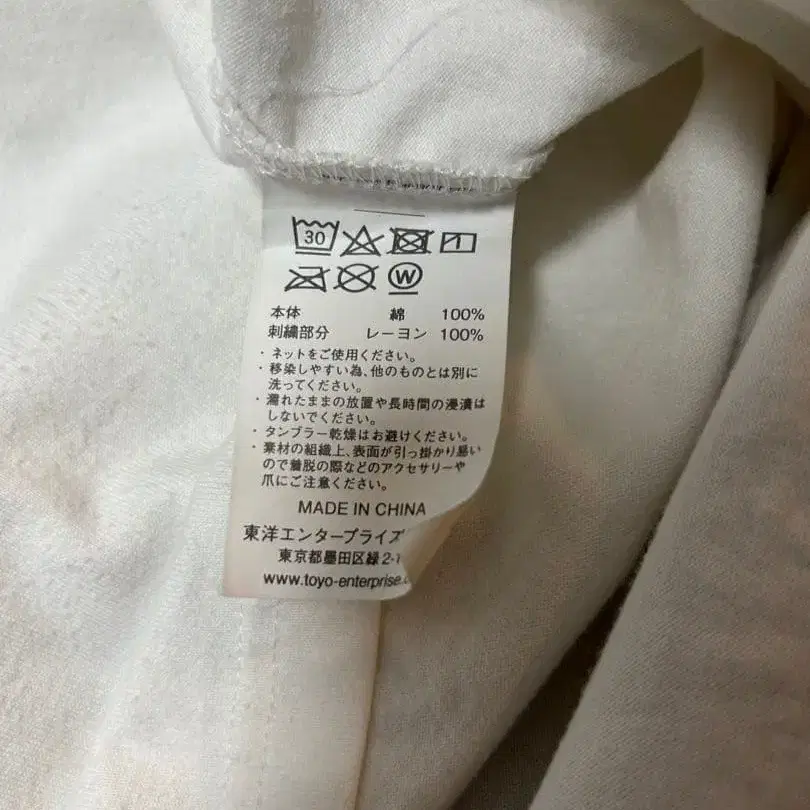 30
W
本体 綿 100%
刺繍部分 レーヨン 100%
・ネットをご使用ください。
・移染しやすい為、他のものとは別に
洗ってください。
・濡れたままの放置や長時間の浸漬は
しないでください。
・タンブラー乾燥はお避けください。
・素材の組織上、表面が引っ掛かり易い
ので着脱の際などのアクセサリーや
爪にご注意ください。
MADE IN CHINA
東洋エンタープライズ
東京都墨田区緑2-1
www.toyo-enterprise.c